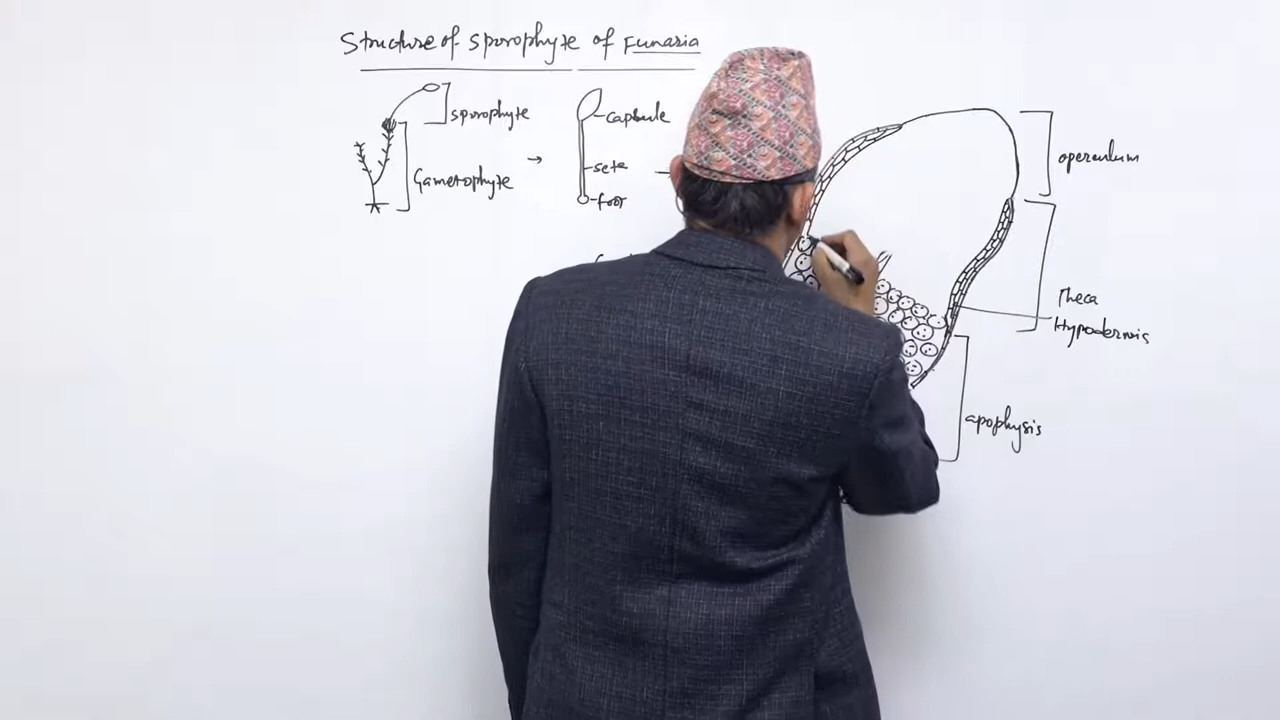 Structure of Sporophyte of Funaria
sporophyte
Gametophyte
capsule
seta
foot
operculum
Theca
Hypodermis
apophysis